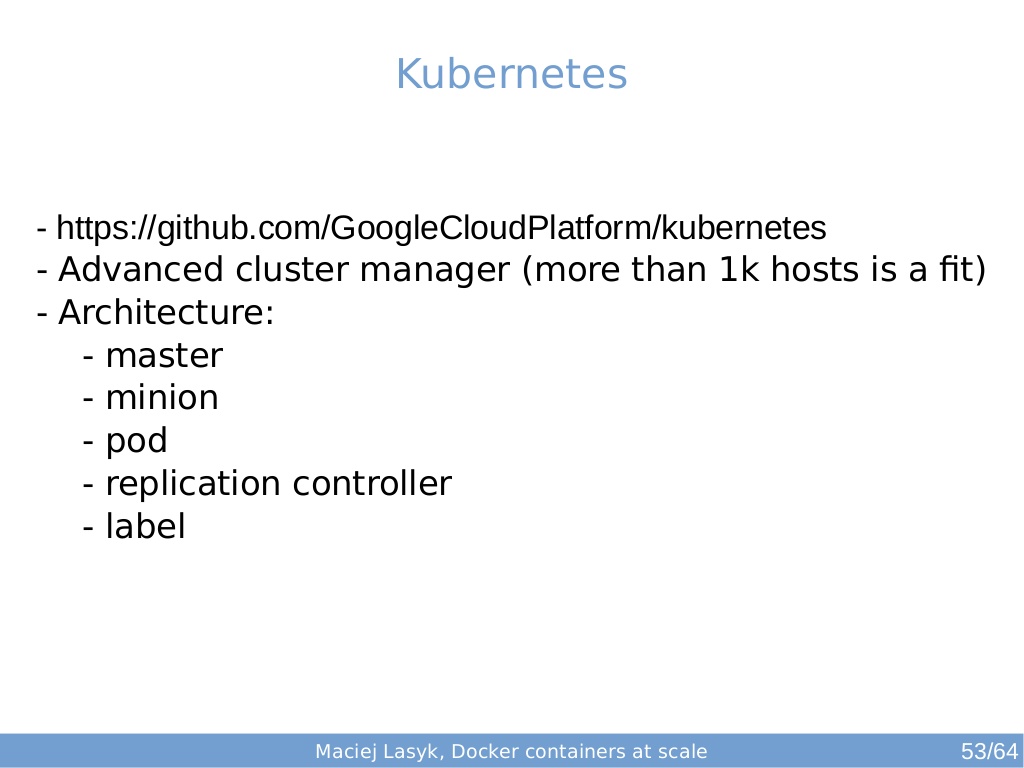 Kubernetes
- https://github.com/GoogleCloudPlatform/kubernetes
- Advanced cluster manager (more than 1k hosts is a fit)
- Architecture:
- master
- minion
- pod
- replication controller
- label
Maciej Lasyk, Docker containers at scale
53/64